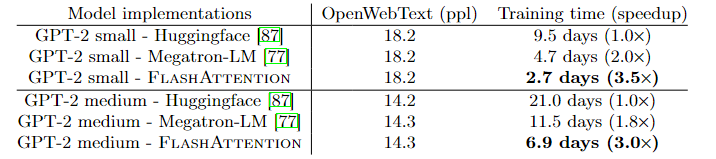 Model implementations OpenWebText (ppl) Training time (speedup)
GPT-2 small - Huggingface [87] 18.2 9.5 days (1.0×)
GPT-2 small - Megatron-LM [77] 18.2 4.7 days (2.0×)
GPT-2 small - FLASHATTENTION 18.2 2.7 days (3.5×)
GPT-2 medium - Huggingface [87] 14.2 21.0 days (1.0×)
GPT-2 medium - Megatron-LM [77] 14.3 11.5 days (1.8×)
GPT-2 medium - FLASHATTENTION 14.3 6.9 days (3.0×)